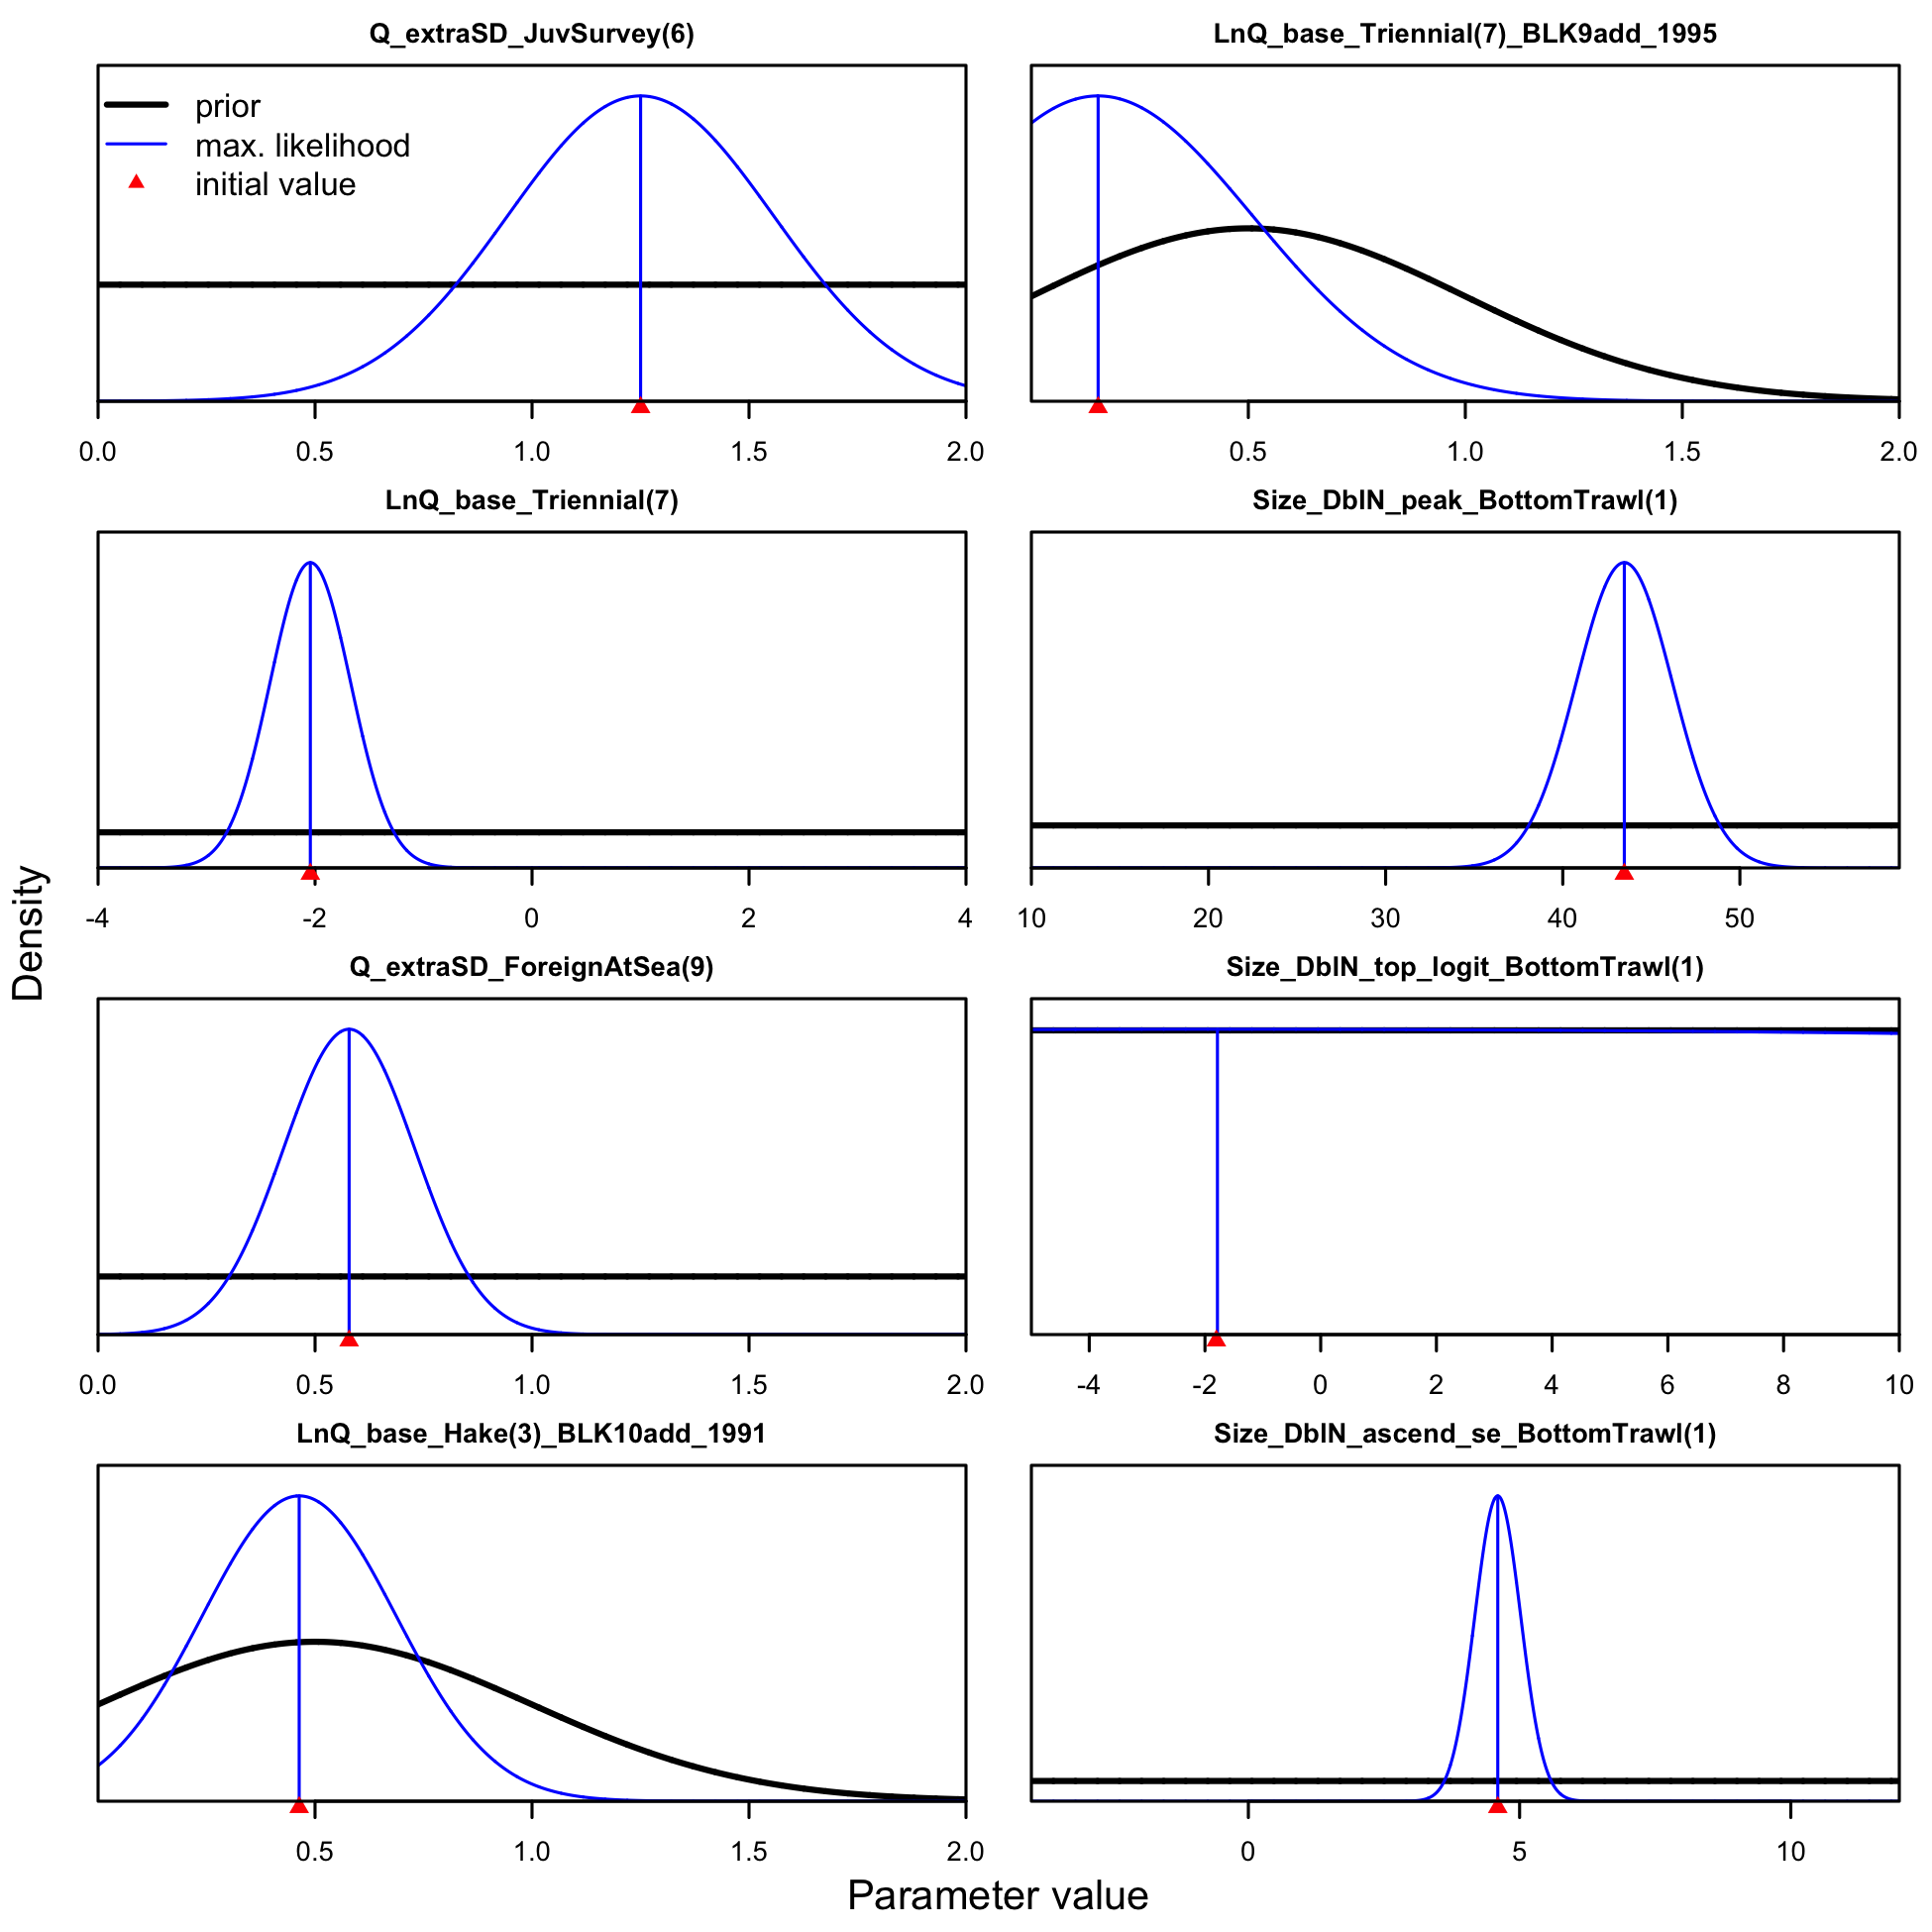 Q_extraSD_JuvSurvey(6)
prior
max. likelihood
initial value
0.0 0.5 1.0 1.5 2.0
LnQ_base_Triennial(7)_BLK9add_1995
0.5 1.0 1.5 2.0
LnQ_base_Triennial(7)
-4 -2 0 2 4
Size_DblN_peak_BottomTrawl(1)
10 20 30 40 50
Q_extraSD_ForeignAtSea(9)
0.0 0.5 1.0 1.5 2.0
Size_DblN_top_logit_BottomTrawl(1)
-4 -2 0 2 4 6 8 10
LnQ_base_Hake(3)_BLK10add_1991
0.5 1.0 1.5 2.0
Size_DblN_ascend_se_BottomTrawl(1)
0 5 10
Density
Parameter value